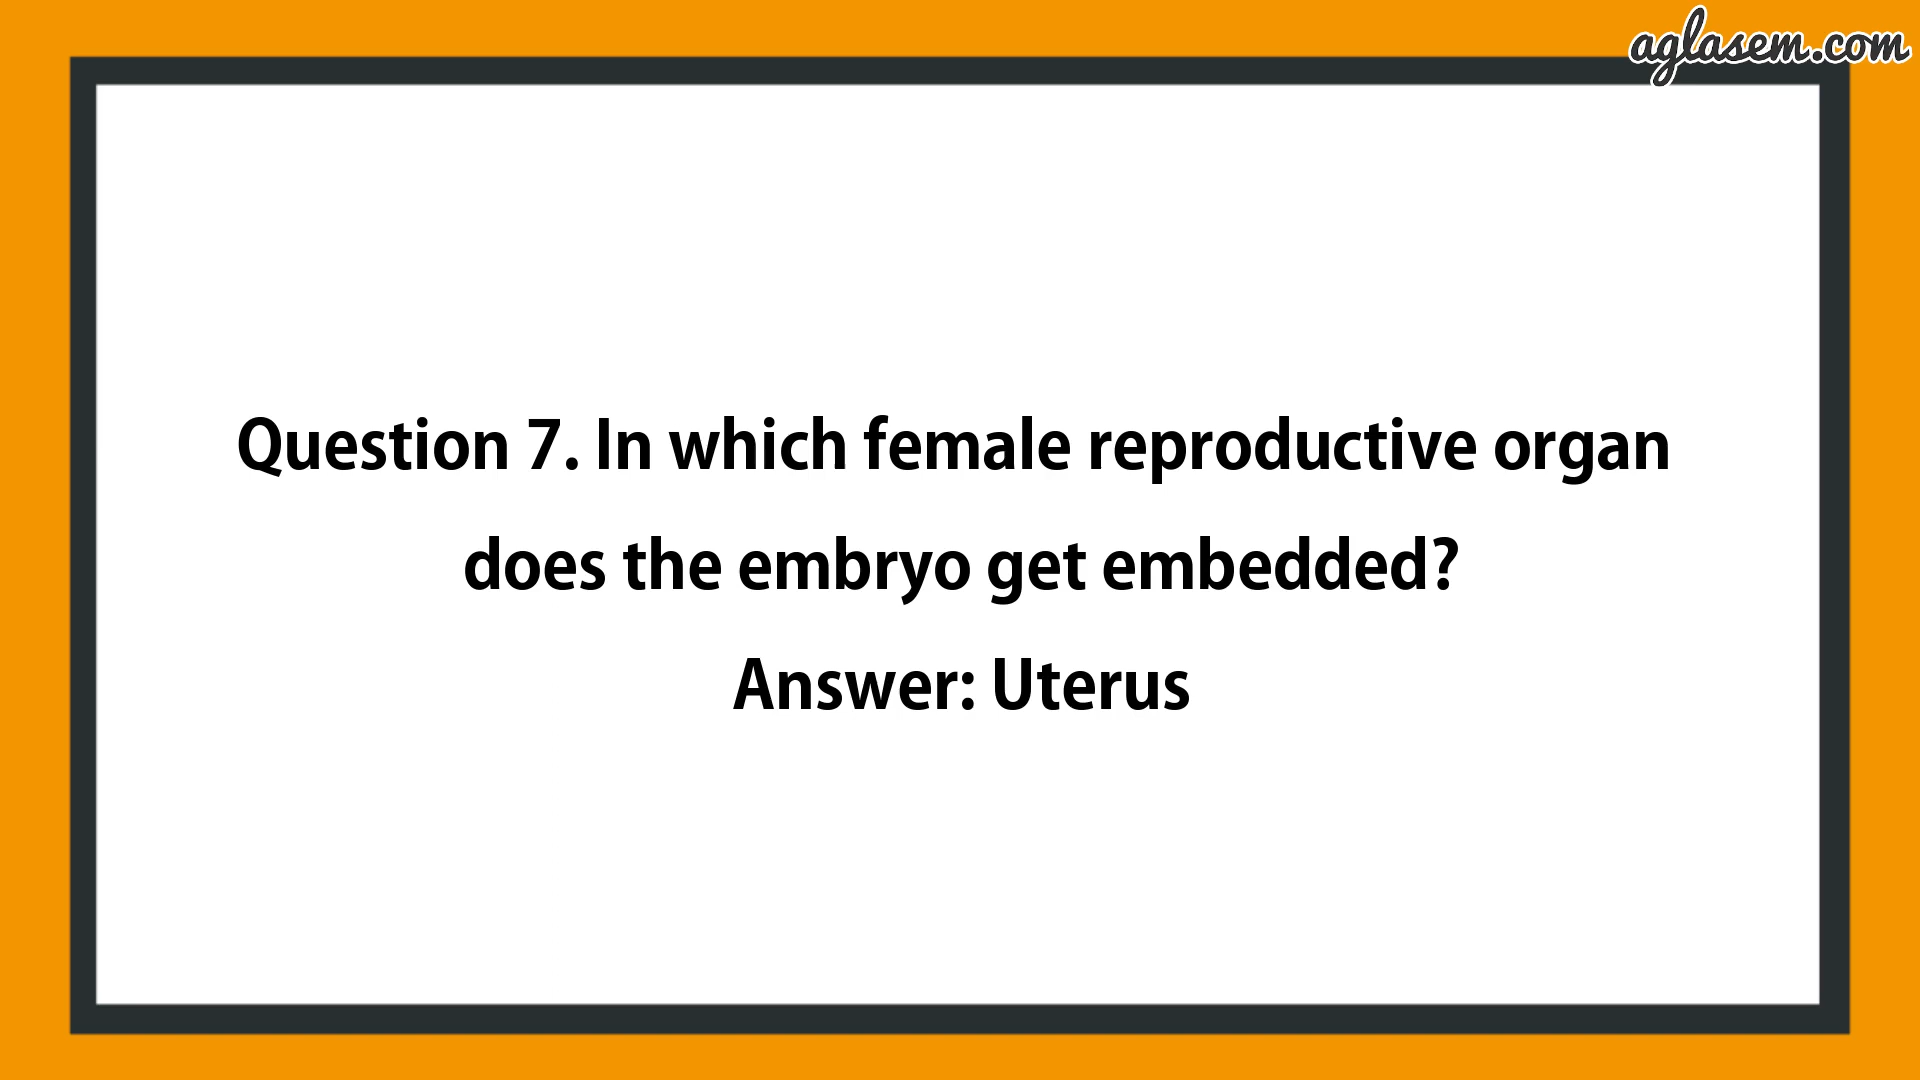 aglasem.com
Question 7. In which female reproductive organ
does the embryo get embedded?
Answer: Uterus